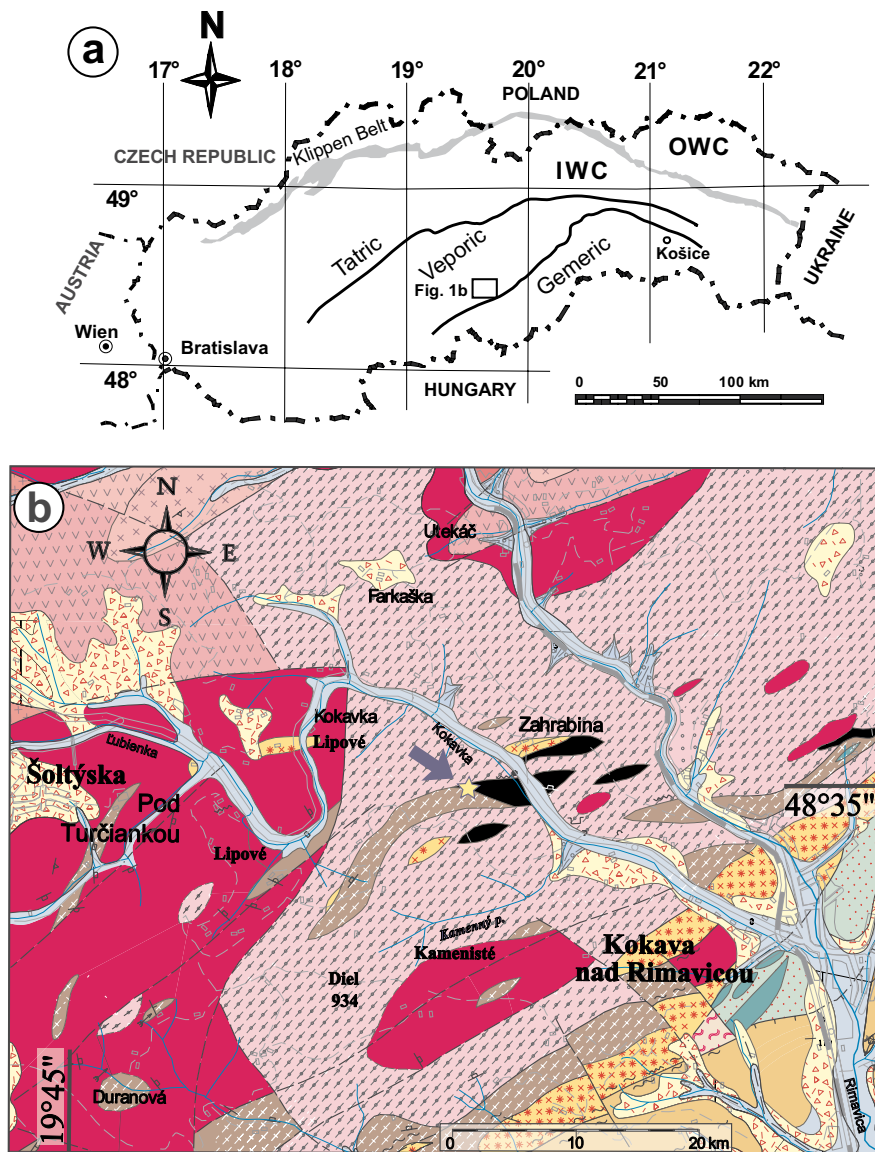 a
N
17°
18°
19°
20°
21°
22°
POLAND
CZECH REPUBLIC
Klippen Belt
OWC
IWC
49°
Tatric
Veporic
Gemeric
Košice
UKRAINE
AUSTRIA
Fig. 1b
Wien
Bratislava
48°
HUNGARY
0 50 100 km
b
N
W E
S
Utekáč
Farkaška
Kokavka
Lipové
Kokavka
Zahrabina
Ľubienka
Šoltýska
Pod
Turčiankou
Lipové
48°35"
Kamenný p.
Kamenisté
Kokava
nad Rimavicou
Diel
934
19°45"
Duranová
Rimavica
0 10 20 km